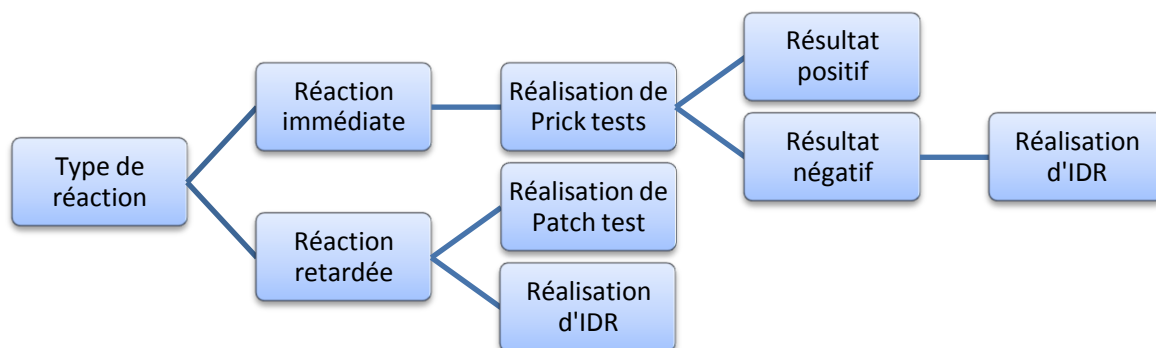 Type de
réaction
Réaction
immédiate
Réalisation de
Prick tests
Résultat
positif
Résultat
négatif
Réalisation
d'IDR
Réaction
retardée
Réalisation de
Patch test
Réalisation
d'IDR